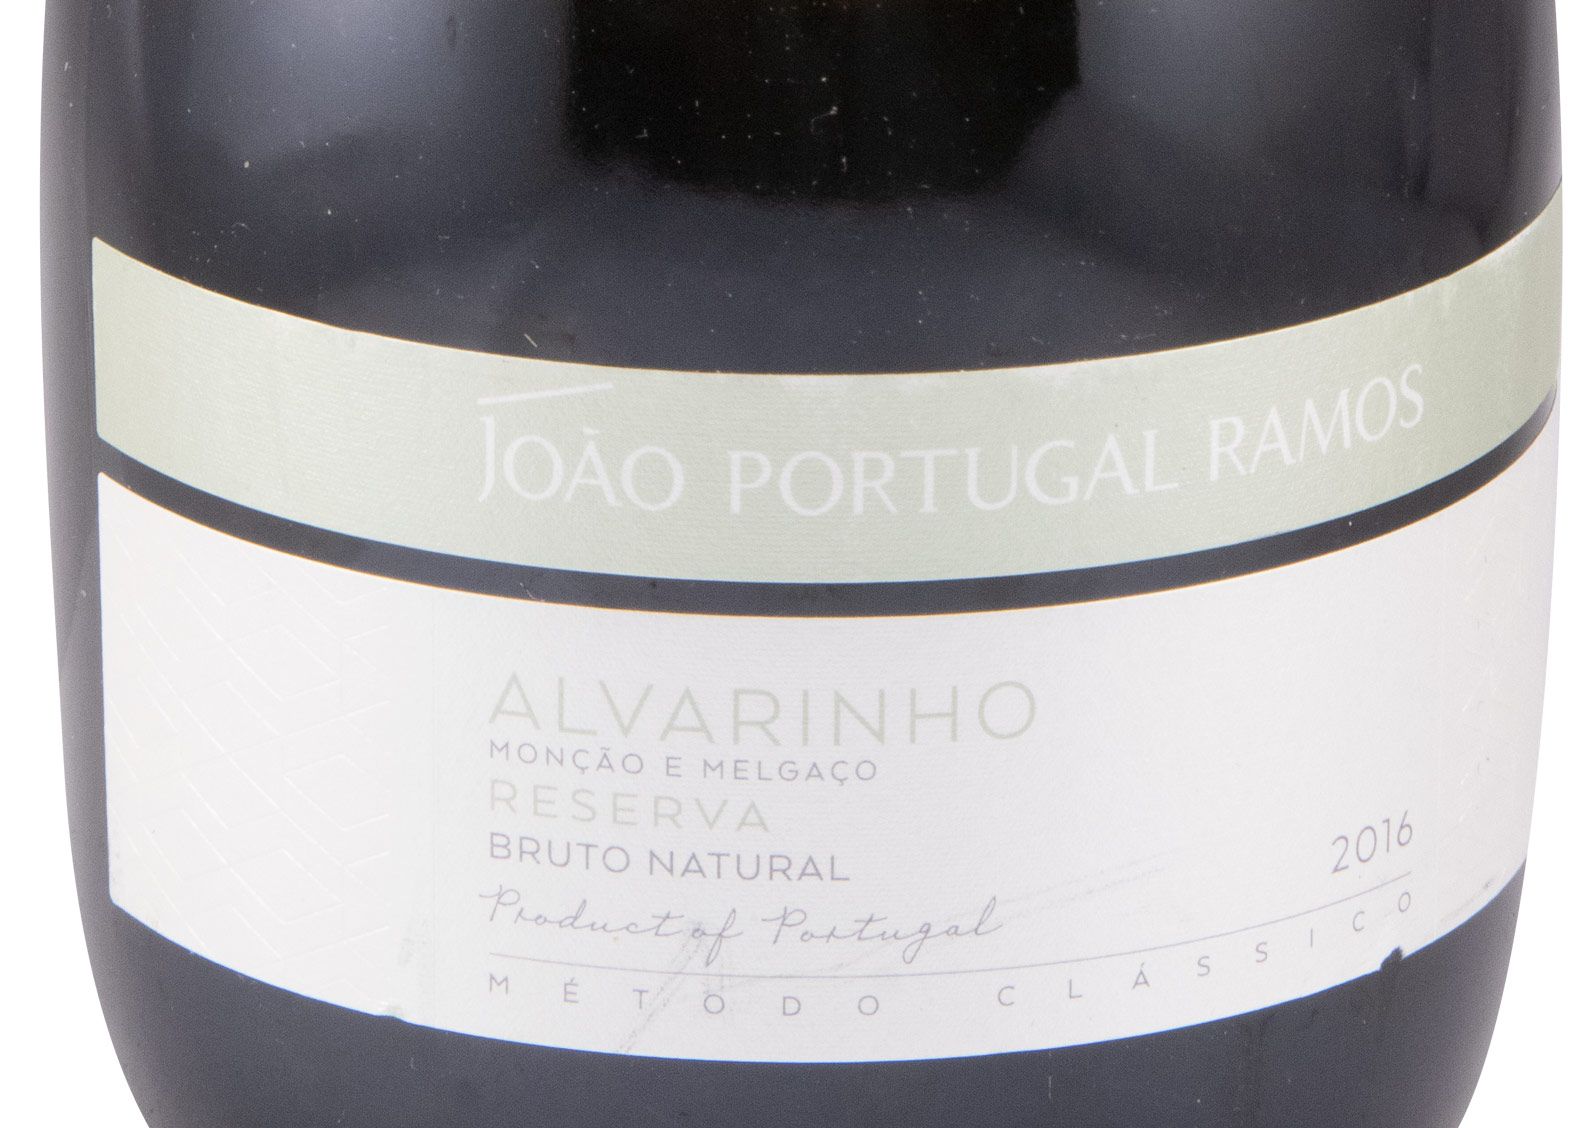 JOÃO PORTUGAL RAMOS
ALVARINHO
MONÇÃO E MELGAÇO
RESERVA
BRUTO NATURAL
2016
Product of Portugal
MÉTODO CLÁSSICO